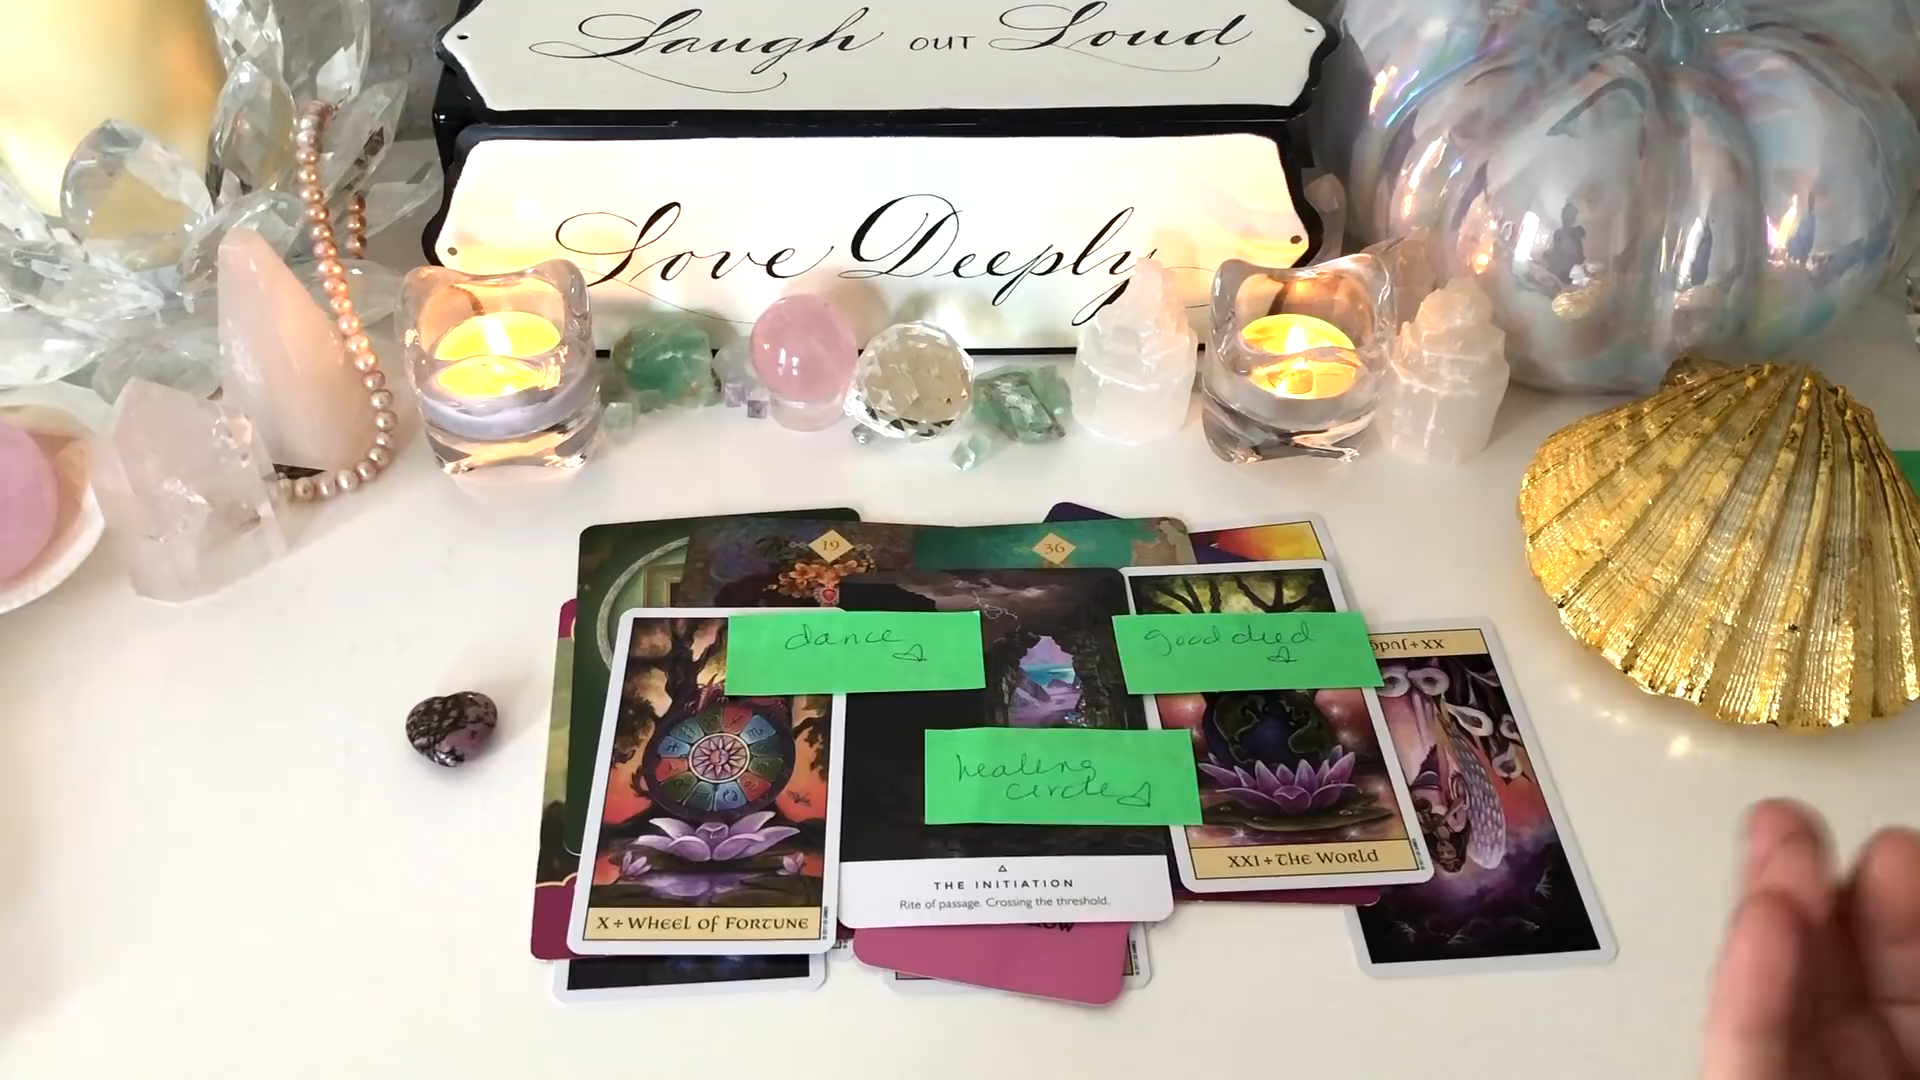 Laugh OUT Loud
Love Deeply
19
36
dance
good deed
XX + Judg
healing
circle
XXI + THE WORLD
THE INITIATION
Rite of passage. Crossing the threshold.
X + WHEEL OF FORTUNE